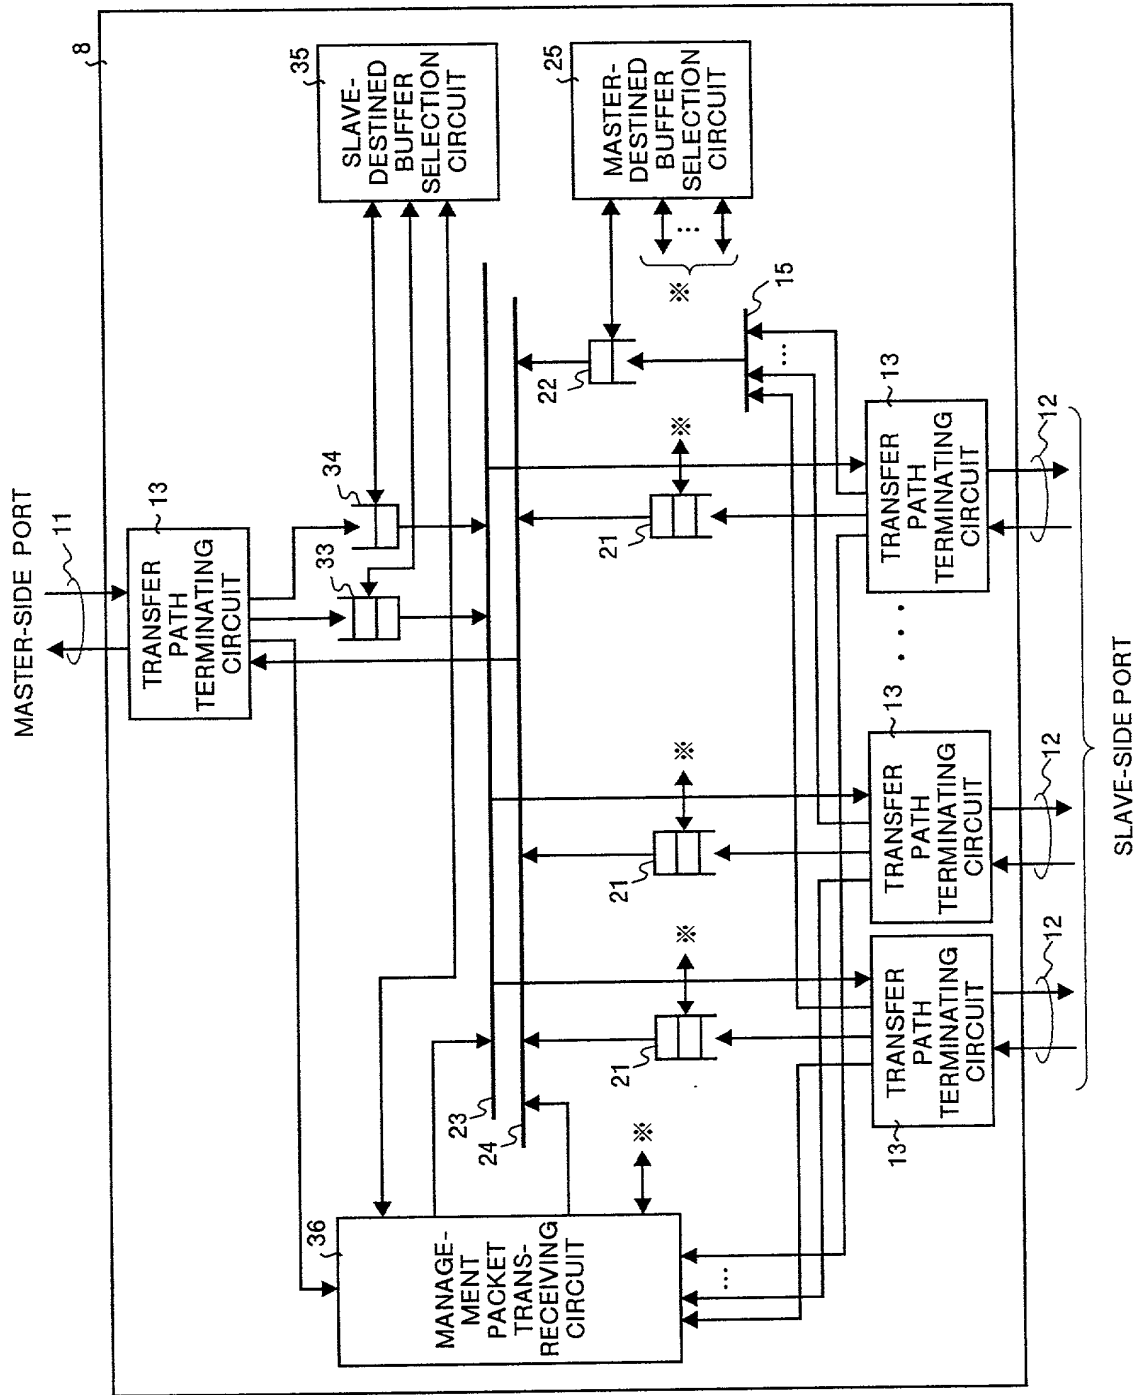 8
MASTER-SIDE PORT
11
13
TRANSFER
PATH
TERMINATING
CIRCUIT
33
34
35
SLAVE-
DESTINED
BUFFER
SELECTION
CIRCUIT
25
MASTER-
DESTINED
BUFFER
SELECTION
CIRCUIT
...
※
36
MANAGE-
MENT
PACKET
TRANS-
RECEIVING
CIRCUIT
...
※
23
24
21
※
21
※
21
※
22
15
...
13
TRANSFER
PATH
TERMINATING
CIRCUIT
12
13
TRANSFER
PATH
TERMINATING
CIRCUIT
12
. . . .
13
TRANSFER
PATH
TERMINATING
CIRCUIT
12
SLAVE-SIDE PORT